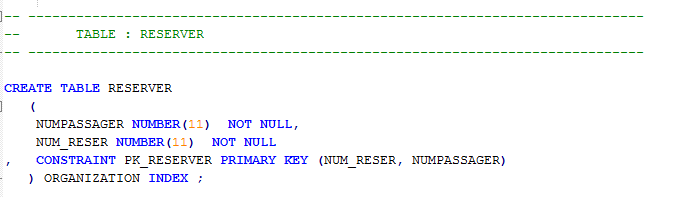 -- -----------------------------------------------------------------------------
--       TABLE : RESERVER
-- -----------------------------------------------------------------------------
CREATE TABLE RESERVER
   (
    NUMPASSAGER NUMBER(11)  NOT NULL,
    NUM_RESER NUMBER(11)  NOT NULL
,   CONSTRAINT PK_RESERVER PRIMARY KEY (NUM_RESER, NUMPASSAGER)
   ) ORGANIZATION INDEX ;